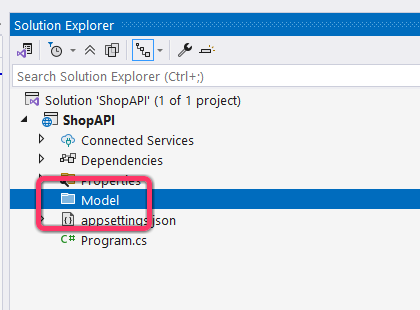 Solution Explorer
Search Solution Explorer (Ctrl+;)
Solution 'ShopAPI' (1 of 1 project)
ShopAPI
Connected Services
Dependencies
Properties
Model
appsettings.json
C# Program.cs